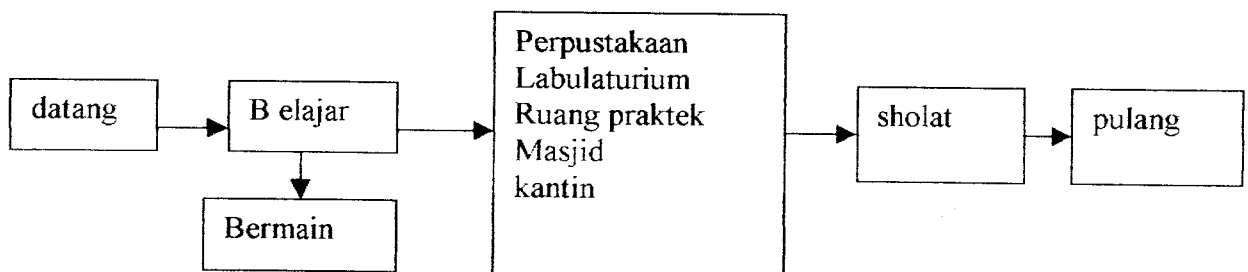 datang
B elajar
Bermain
Perpustakaan
Labulaturium
Ruang praktek
Masjid
kantin
sholat
pulang